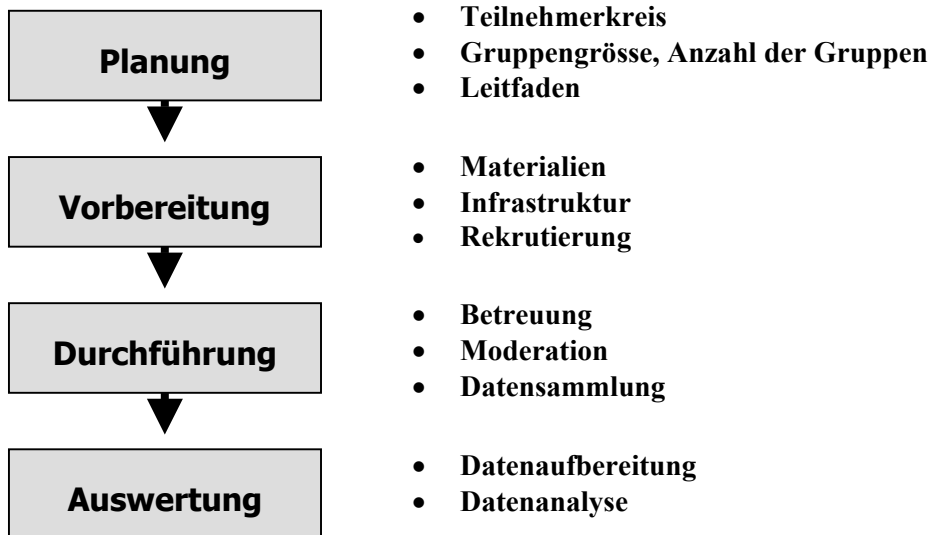 Planung
• Teilnehmerkreis
• Gruppengrösse, Anzahl der Gruppen
• Leitfaden
Vorbereitung
• Materialien
• Infrastruktur
• Rekrutierung
Durchführung
• Betreuung
• Moderation
• Datensammlung
Auswertung
• Datenaufbereitung
• Datenanalyse